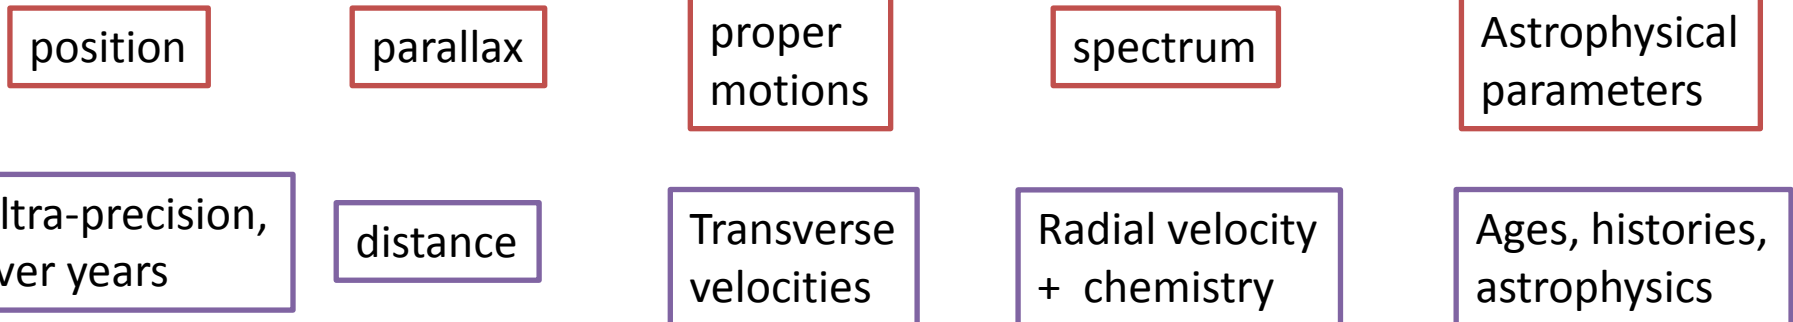 position
parallax
proper
motions
spectrum
Astrophysical
parameters
ltra-precision,
ver years
distance
Transverse
velocities
Radial velocity
+ chemistry
Ages, histories,
astrophysics